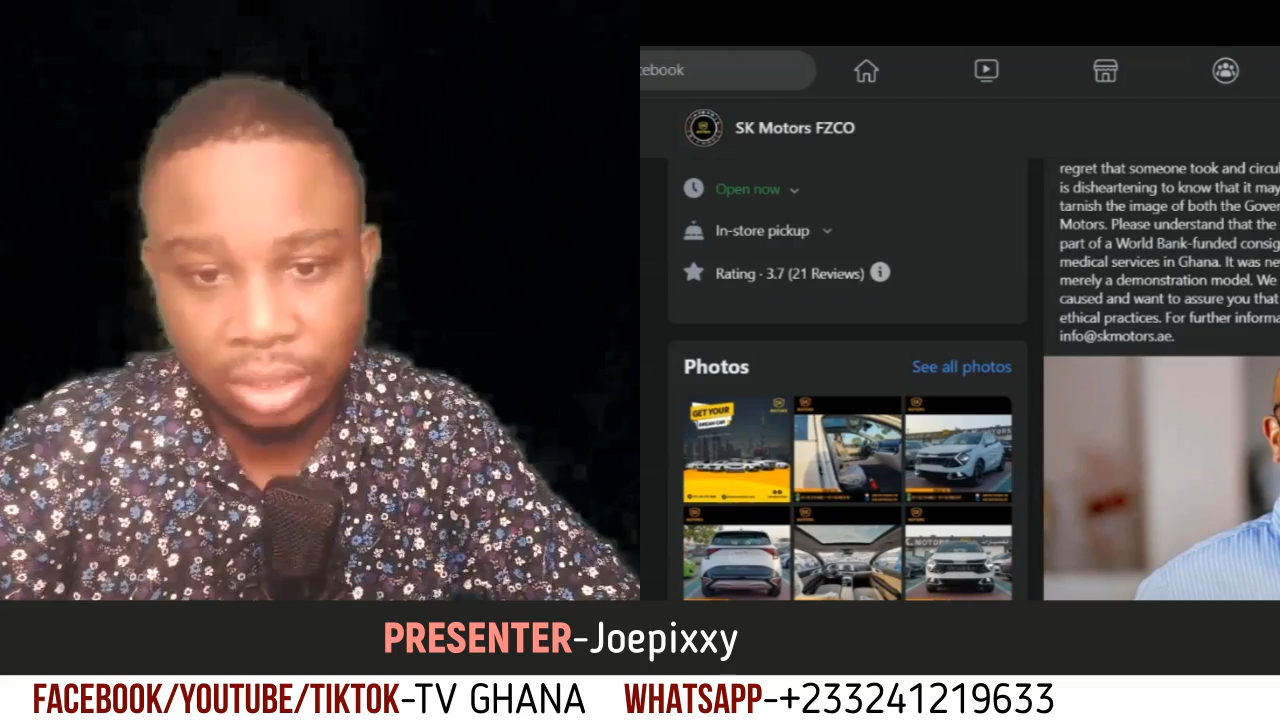 cebook
SK Motors FZCO
Open now
In-store pickup
Rating · 3.7 (21 Reviews)
Photos
See all photos
GET YOUR
DREAM CAR
regret that someone took and circul
is disheartening to know that it may
tarnish the image of both the Gover
Motors. Please understand that the
part of a World Bank-funded consig
medical services in Ghana. It was ne
merely a demonstration model. We
caused and want to assure you that
ethical practices. For further informa
info@skmotors.ae.
PRESENTER-Joepixxy
FACEBOOK/YOUTUBE/TIKTOK-TV GHANA WHATSAPP-+233241219633